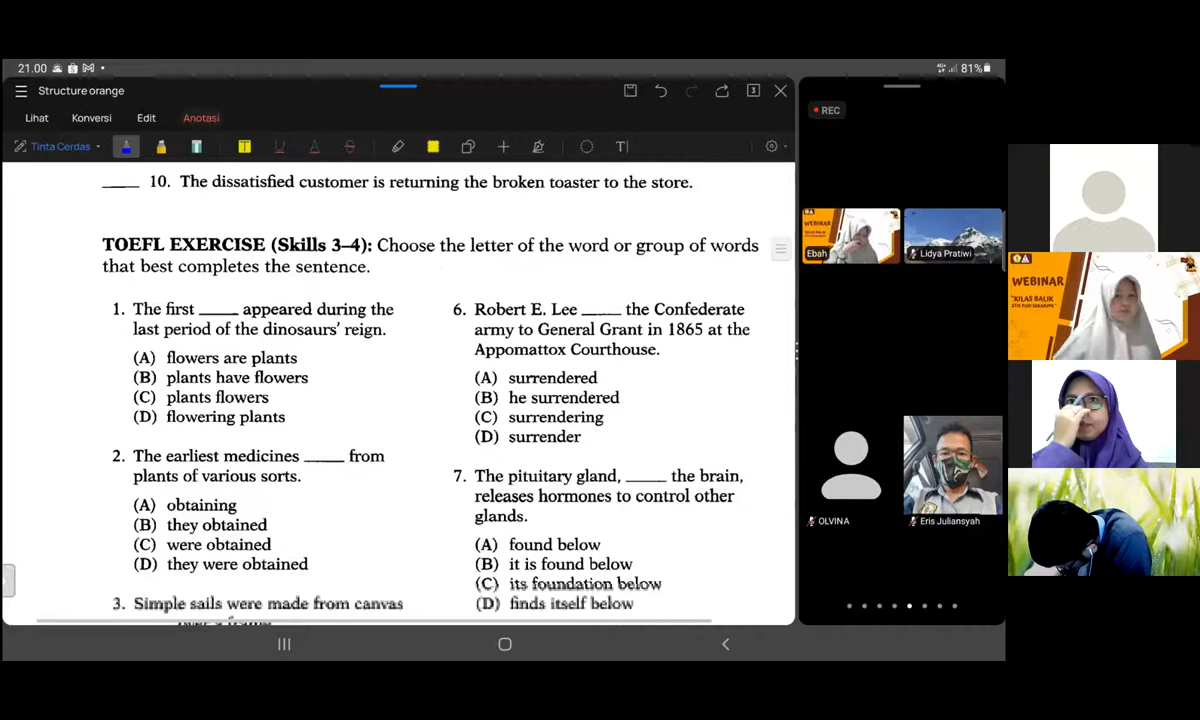 21.00
81%
Structure orange
3
Lihat
Konversi
Edit
Anotasi
Tinta Cerdas
10. The dissatisfied customer is returning the broken toaster to the store.
TOEFL EXERCISE (Skills 3–4): Choose the letter of the word or group of words
that best completes the sentence.
1. The first _____ appeared during the
last period of the dinosaurs' reign.
(A) flowers are plants
(B) plants have flowers
(C) plants flowers
(D) flowering plants
2. The earliest medicines _____ from
plants of various sorts.
(A) obtaining
(B) they obtained
(C) were obtained
(D) they were obtained
3. Simple sails were made from canvas
over a frame
6. Robert E. Lee _____ the Confederate
army to General Grant in 1865 at the
Appomattox Courthouse.
(A) surrendered
(B) he surrendered
(C) surrendering
(D) surrender
7. The pituitary gland, _____ the brain,
releases hormones to control other
glands.
(A) found below
(B) it is found below
(C) its foundation below
(D) finds itself below
REC
WEBINAR
Ebah
Lidya Pratiwi
OLVINA
Eris Juliansyah
WEBINAR
"KILAS BALIK